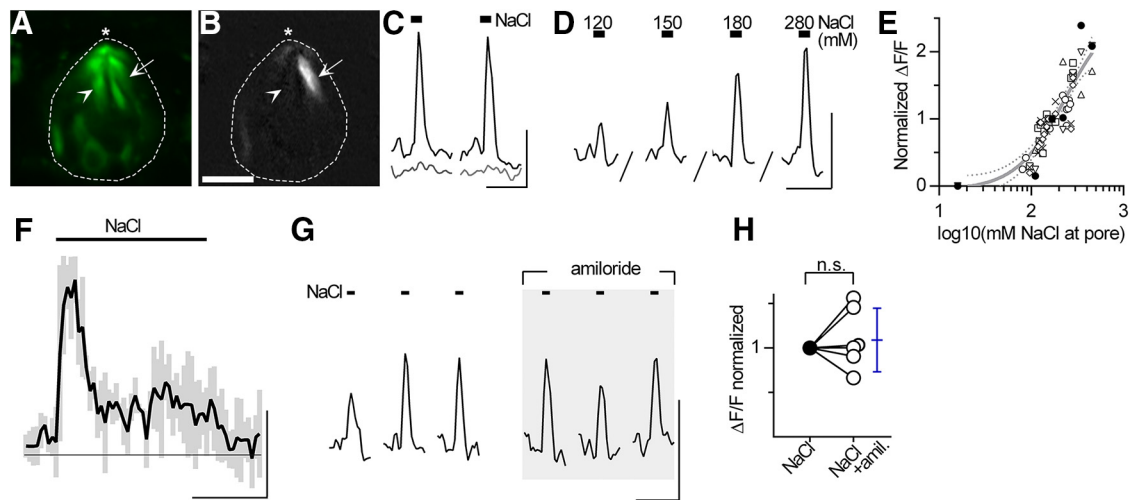 A
*
B
*
C
NaCl
D
120 150 180 280 NaCl
(mM)
E
Normalized ΔF/F
2
1
0
1 2 3
log10(mM NaCl at pore)
F
NaCl
G
NaCl
amiloride
H
n.s.
ΔF/F normalized
1
NaCl
NaCl
+amil.